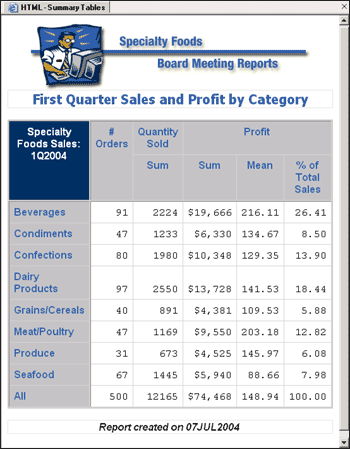 HTML - Summary Tables
Specialty Foods
Board Meeting Reports
First Quarter Sales and Profit by Category
Specialty Foods Sales: 1Q2004 # Orders Quantity Sold Profit
Sum Sum Mean % of Total Sales
Beverages 91 2224 $19,666 216.11 26.41
Condiments 47 1233 $6,330 134.67 8.50
Confections 80 1980 $10,348 129.35 13.90
Dairy Products 97 2550 $13,728 141.53 18.44
Grains/Cereals 40 891 $4,381 109.53 5.88
Meat/Poultry 47 1169 $9,550 203.18 12.82
Produce 31 673 $4,525 145.97 6.08
Seafood 67 1445 $5,940 88.66 7.98
All 500 12165 $74,468 148.94 100.00
Report created on 07JUL2004